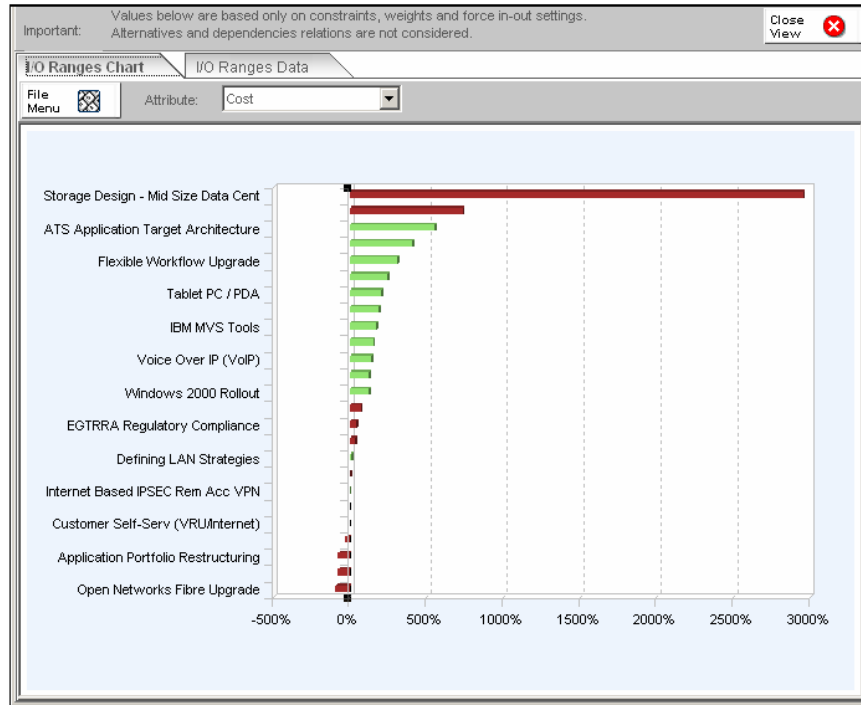 Important:
Values below are based only on constraints, weights and force in-out settings.
Alternatives and dependencies relations are not considered.
Close
View
I/O Ranges Chart
I/O Ranges Data
File
Menu
Attribute:
Cost
Storage Design - Mid Size Data Cent
ATS Application Target Architecture
Flexible Workflow Upgrade
Tablet PC / PDA
IBM MVS Tools
Voice Over IP (VoIP)
Windows 2000 Rollout
EGTRRA Regulatory Compliance
Defining LAN Strategies
Internet Based IPSEC Rem Acc VPN
Customer Self-Serv (VRU/Internet)
Application Portfolio Restructuring
Open Networks Fibre Upgrade
-500% 0% 500% 1000% 1500% 2000% 2500% 3000%